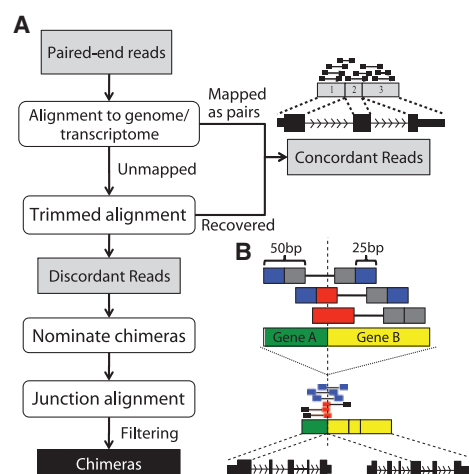 A
Paired-end reads
Alignment to genome/
transcriptome
Mapped
as pairs
1 2 3
Concordant Reads
Unmapped
Trimmed alignment
Recovered
Discordant Reads
Nominate chimeras
Junction alignment
Filtering
Chimeras
B
50bp 25bp
Gene A Gene B